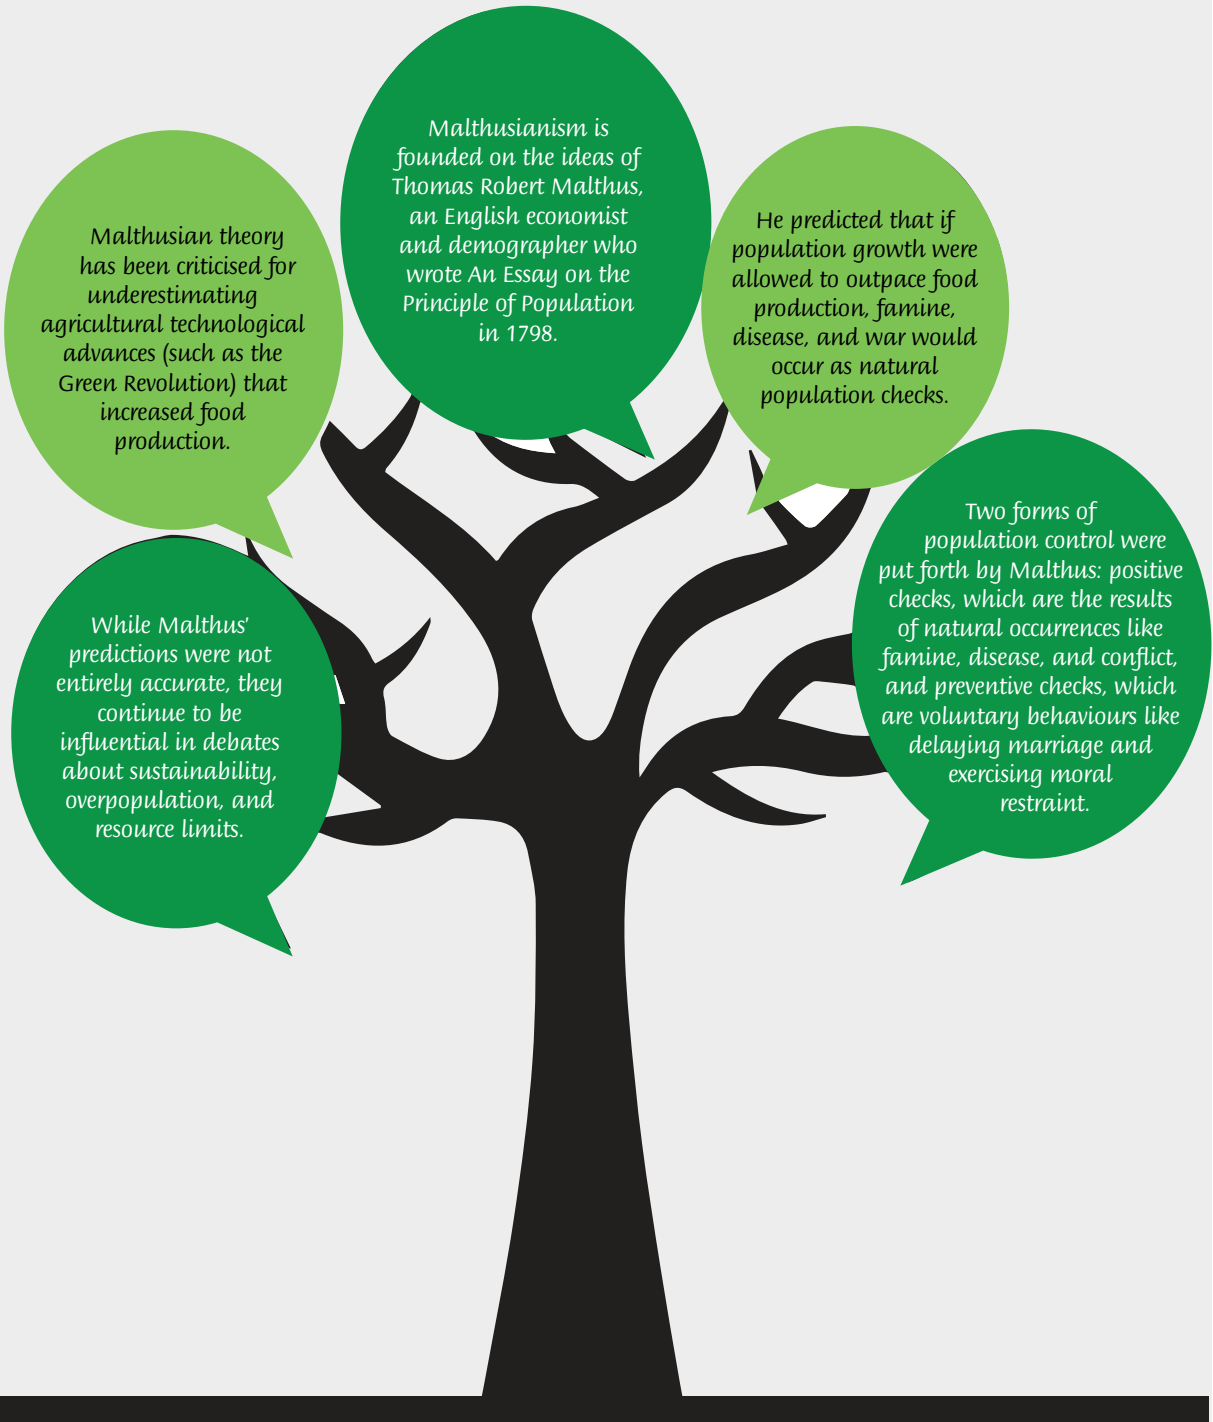 Malthusianism is
founded on the ideas of
Thomas Robert Malthus,
an English economist
and demographer who
wrote An Essay on the
Principle of Population
in 1798.
He predicted that if
population growth were
allowed to outpace food
production, famine,
disease, and war would
occur as natural
population checks.
Two forms of
population control were
put forth by Malthus: positive
checks, which are the results
of natural occurrences like
famine, disease, and conflict,
and preventive checks, which
are voluntary behaviours like
delaying marriage and
exercising moral
restraint.
Malthusian theory
has been criticised for
underestimating
agricultural technological
advances (such as the
Green Revolution) that
increased food
production.
While Malthus'
predictions were not
entirely accurate, they
continue to be
influential in debates
about sustainability,
overpopulation, and
resource limits.